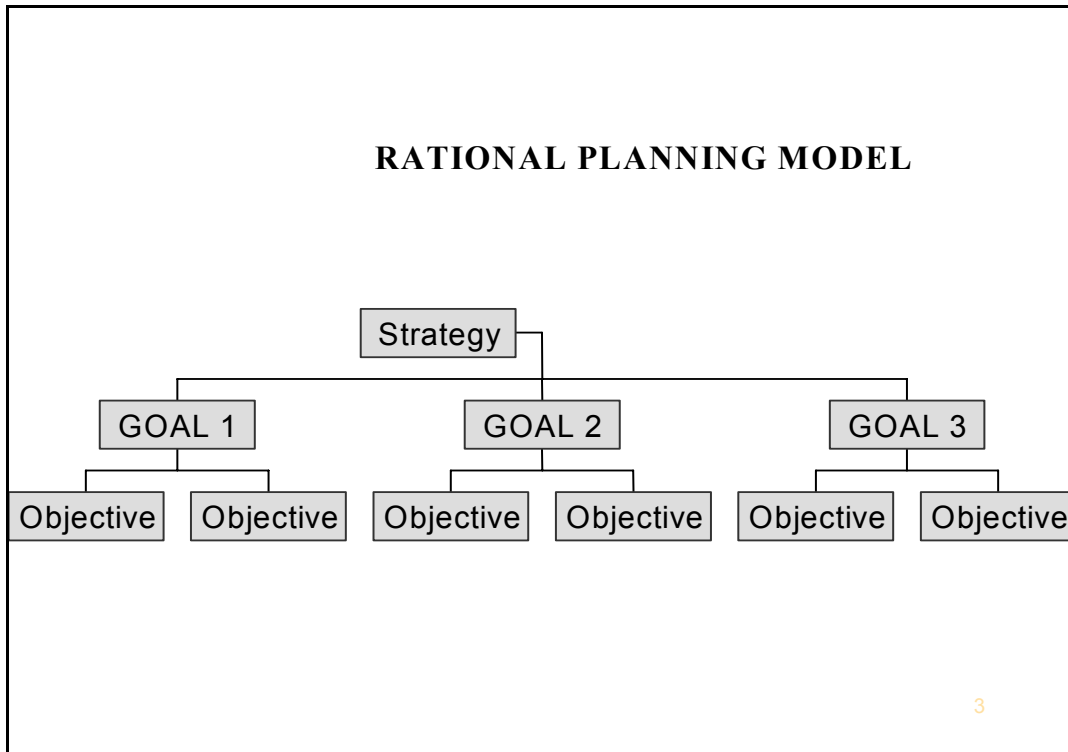 RATIONAL PLANNING MODEL
Strategy
GOAL 1 GOAL 2 GOAL 3
Objective Objective Objective Objective Objective Objective
3